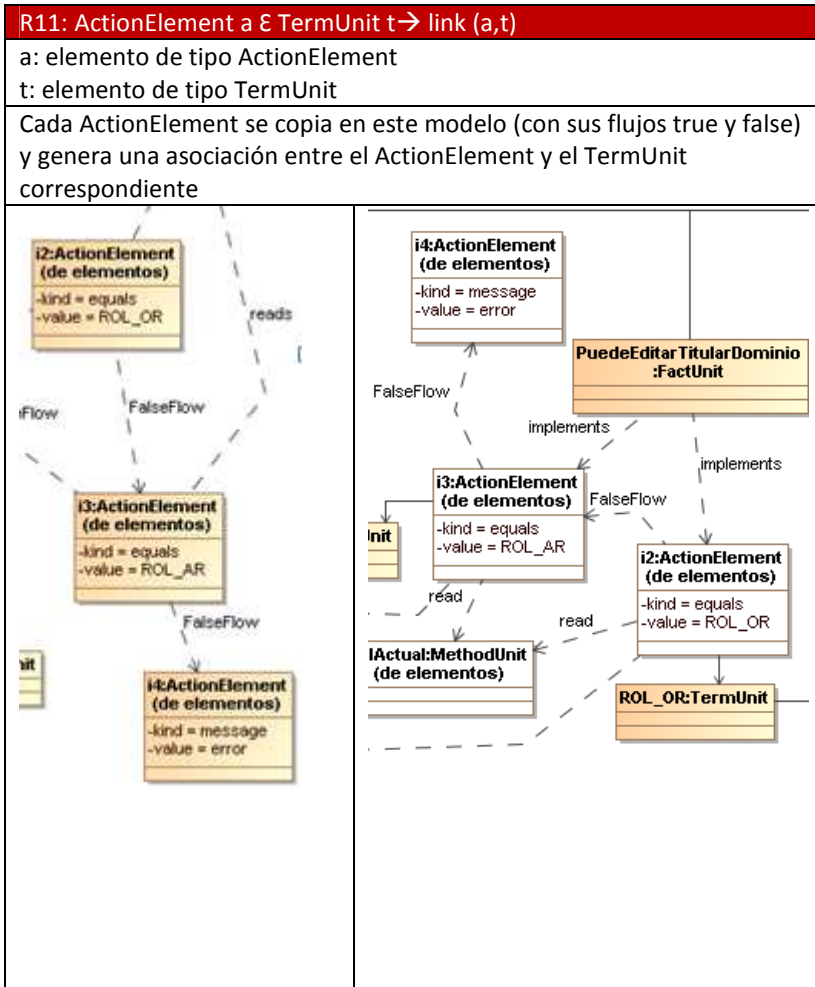 R11: ActionElement a Ɛ TermUnit t→ link (a,t)
a: elemento de tipo ActionElement
t: elemento de tipo TermUnit
Cada ActionElement se copia en este modelo (con sus flujos true y false)
y genera una asociación entre el ActionElement y el TermUnit
correspondiente
i2:ActionElement
(de elementos)
-kind = equals
-value = ROL_OR
reads
eFlow
FalseFlow
i3:ActionElement
(de elementos)
-kind = equals
-value = ROL_AR
FalseFlow
nit
i4:ActionElement
(de elementos)
-kind = message
-value = error
i4:ActionElement
(de elementos)
-kind = message
-value = error
PuedeEditarTitularDominio
:FactUnit
FalseFlow
implements
implements
i3:ActionElement
(de elementos)
-kind = equals
-value = ROL_AR
FalseFlow
Jnit
i2:ActionElement
(de elementos)
-kind = equals
-value = ROL_OR
read
read
lActual:MethodUnit
(de elementos)
ROL_OR:TermUnit